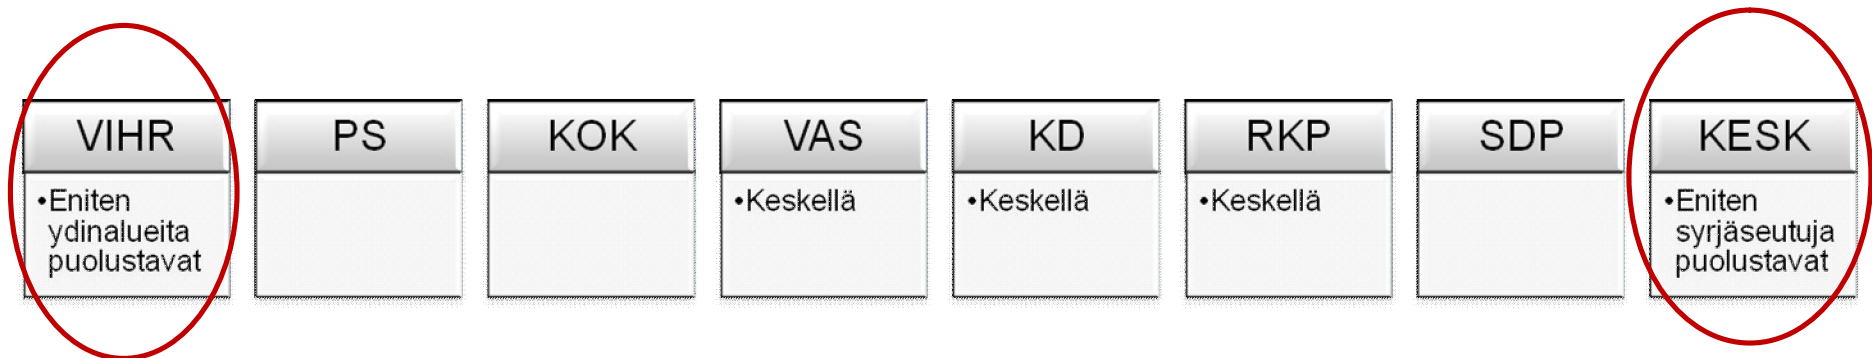 VIHR
•Eniten
ydinalueita
puolustavat
PS
KOK
VAS
•Keskellä
KD
•Keskellä
RKP
•Keskellä
SDP
KESK
•Eniten
syrjäseutuja
puolustavat